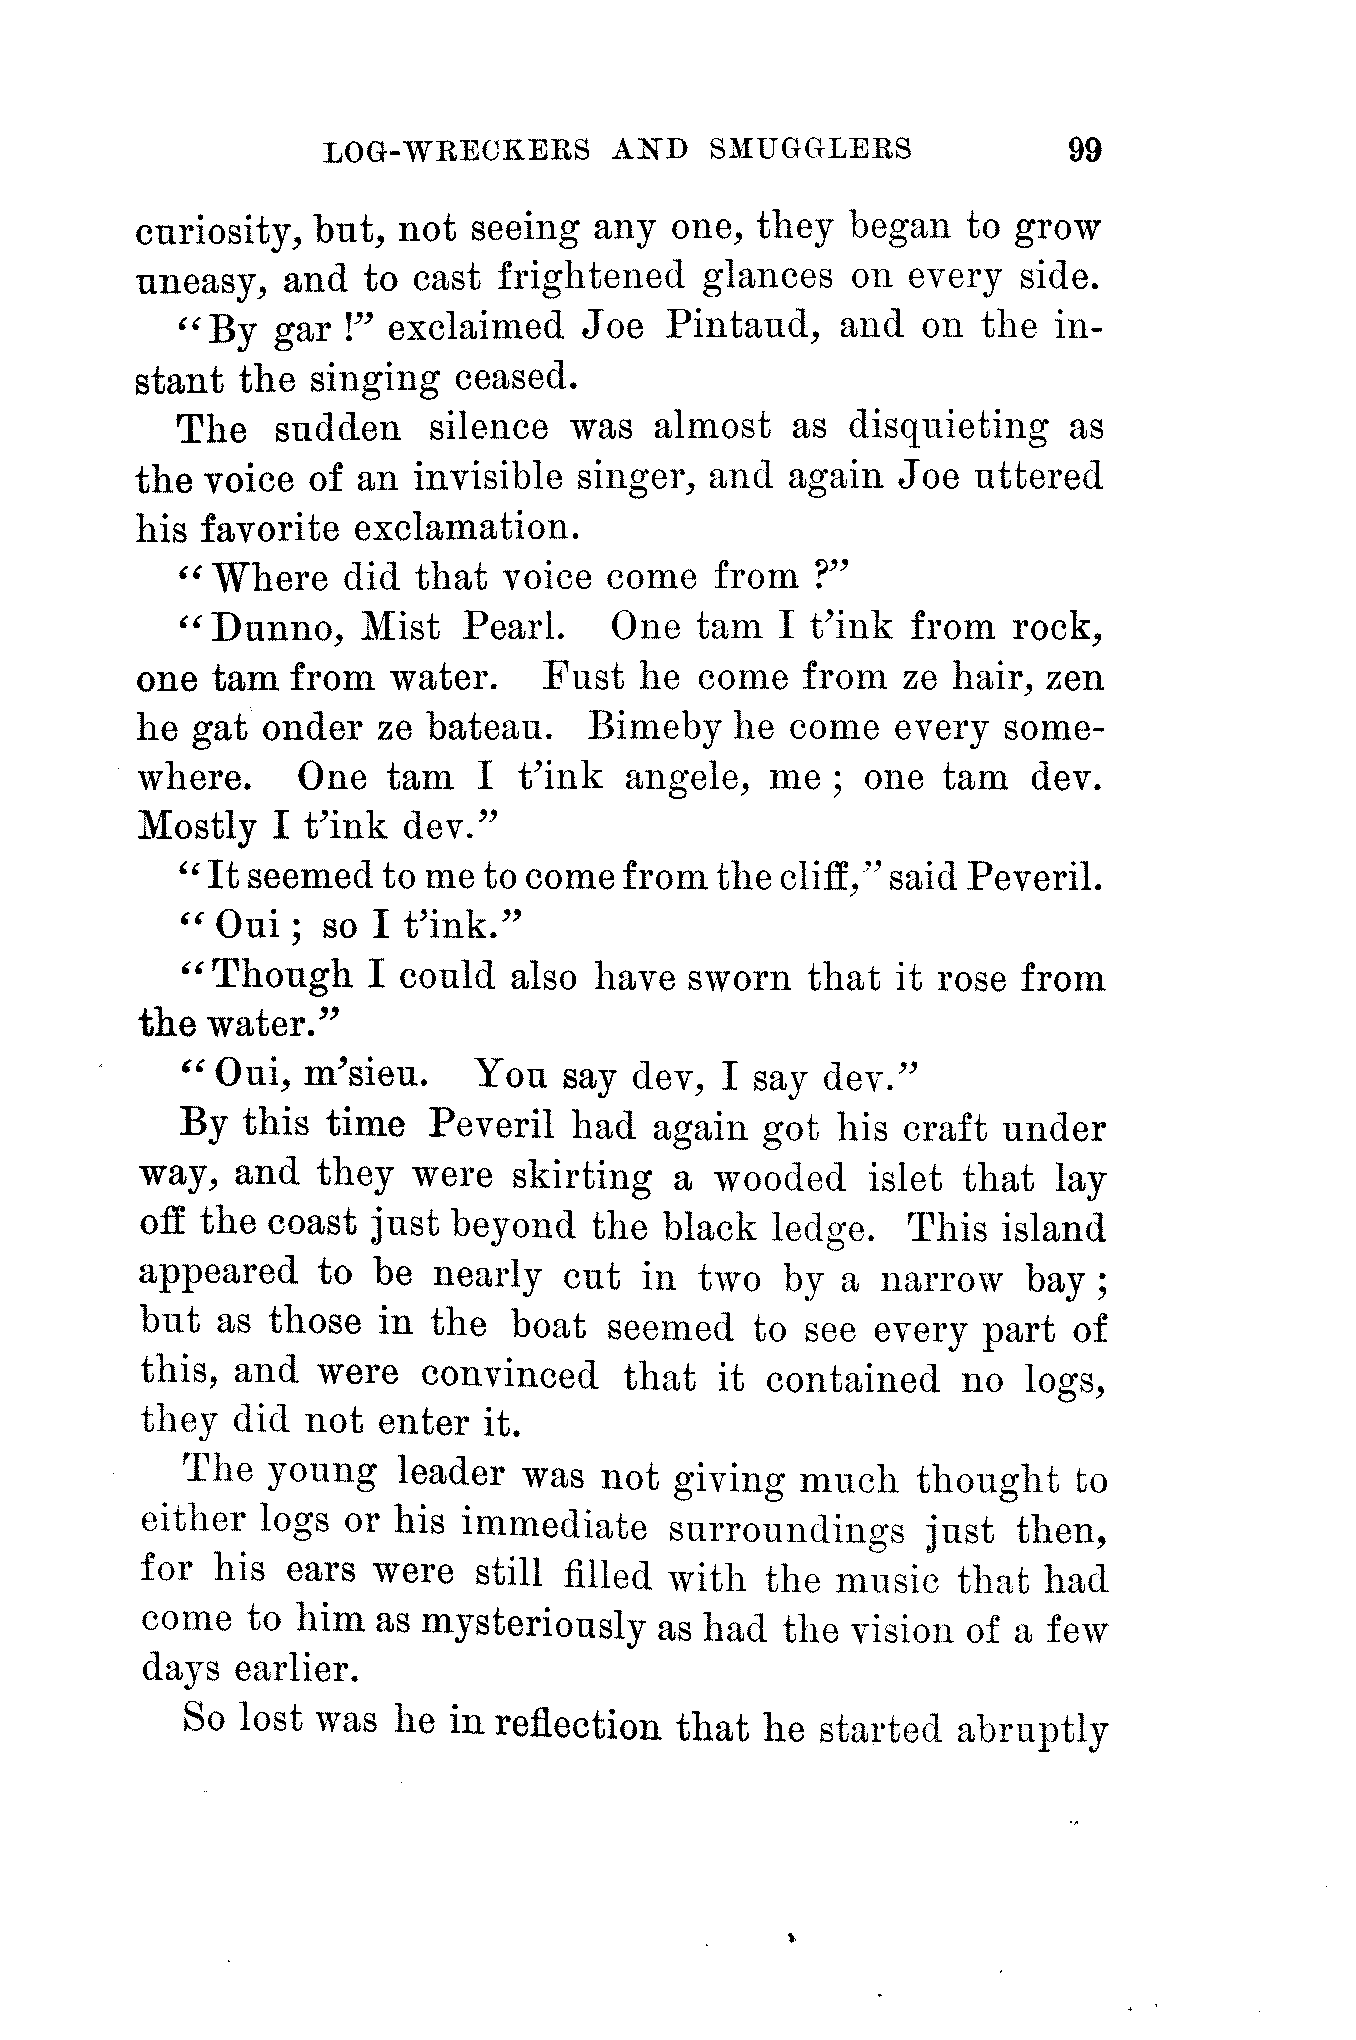 LOG-WRECKERS AND SMUGGLERS 99
curiosity, but, not seeing any one, they began to grow
uneasy, and to cast frightened glances on every side.
"By gar!" exclaimed Joe Pintaud, and on the in-
stant the singing ceased.
The sudden silence was almost as disquieting as
the voice of an invisible singer, and again Joe uttered
his favorite exclamation.
"Where did that voice come from?"
"Dunno, Mist Pearl. One tam I t'ink from rock,
one tam from water. Fust he come from ze hair, zen
he gat onder ze bateau. Bimeby he come every some-
where. One tam I t'ink angele, me; one tam dev.
Mostly I t'ink dev."
"It seemed to me to come from the cliff," said Peveril.
"Oui; so I t'ink."
"Though I could also have sworn that it rose from
the water."
"Oui, m'sieu. You say dev, I say dev."
By this time Peveril had again got his craft under
way, and they were skirting a wooded islet that lay
off the coast just beyond the black ledge. This island
appeared to be nearly cut in two by a narrow bay;
but as those in the boat seemed to see every part of
this, and were convinced that it contained no logs,
they did not enter it.
The young leader was not giving much thought to
either logs or his immediate surroundings just then,
for his ears were still filled with the music that had
come to him as mysteriously as had the vision of a few
days earlier.
So lost was he in reflection that he started abruptly